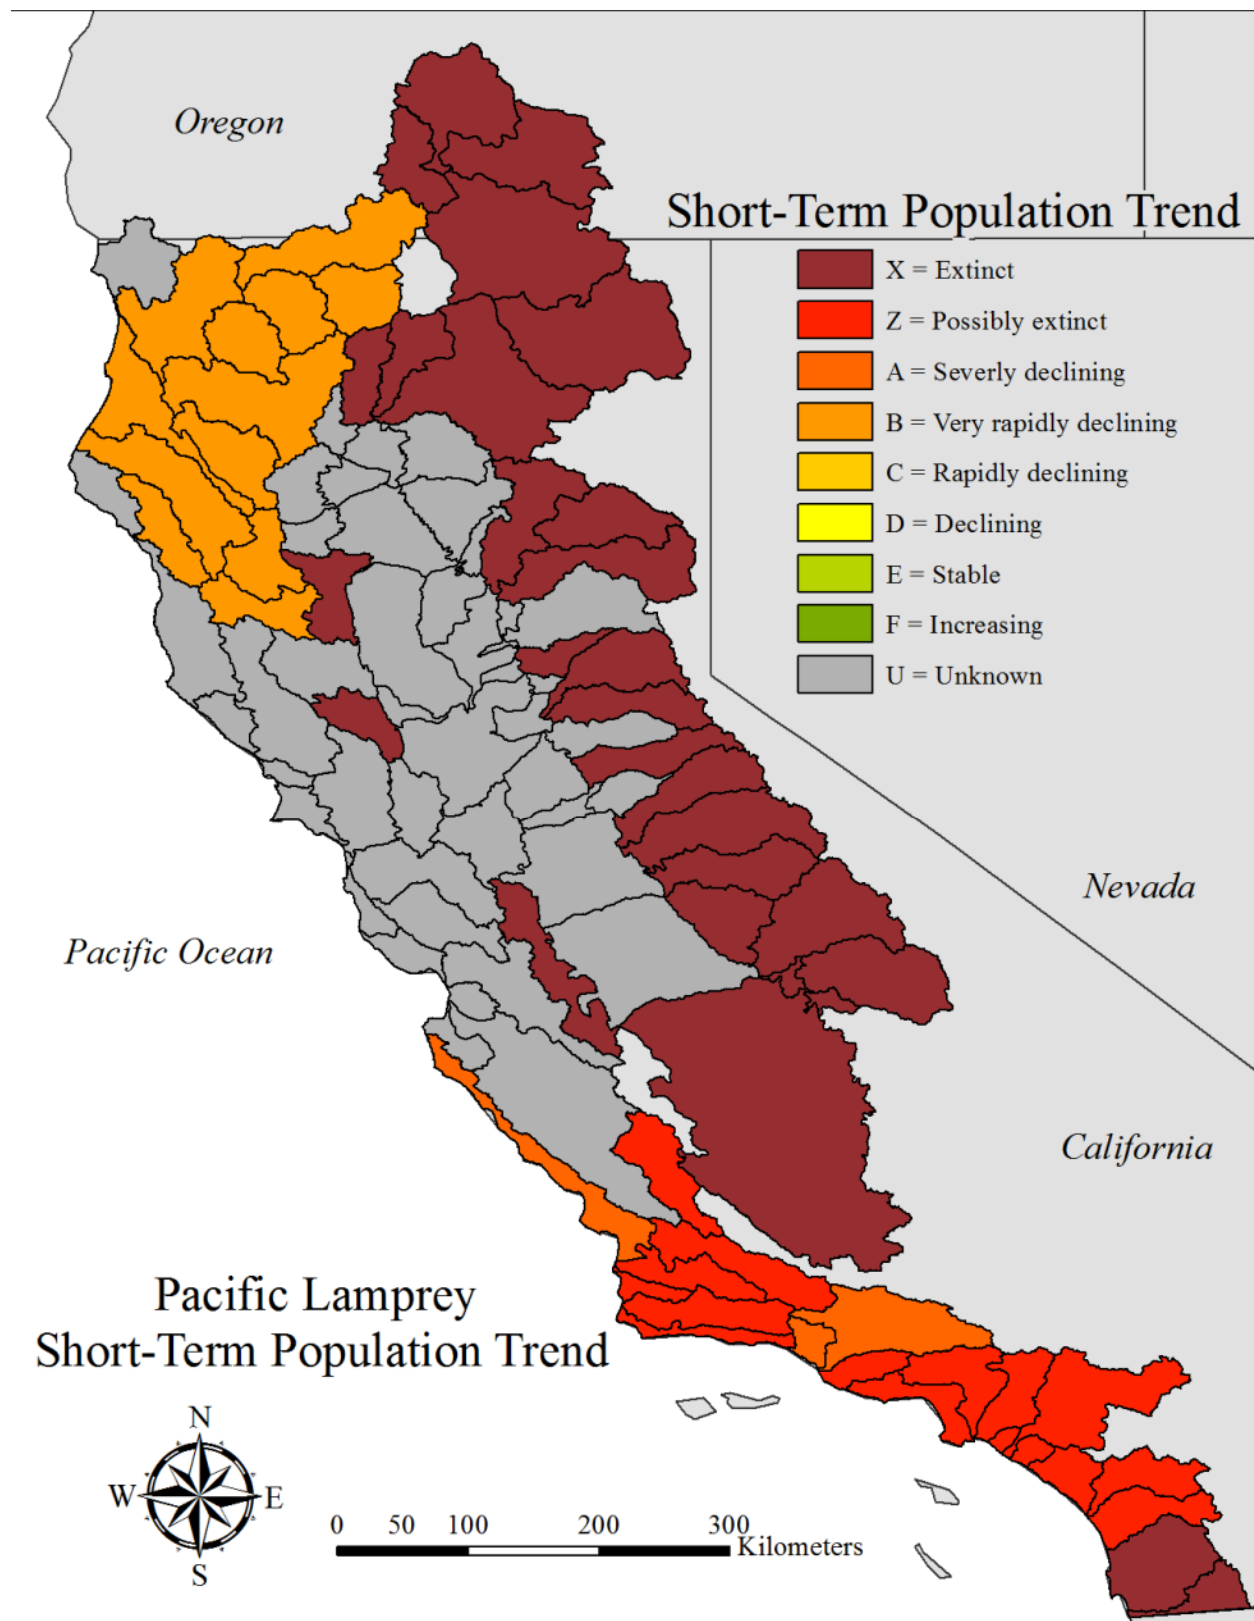 Oregon
Short-Term Population Trend
X = Extinct
Z = Possibly extinct
A = Severly declining
B = Very rapidly declining
C = Rapidly declining
D = Declining
E = Stable
F = Increasing
U = Unknown
Nevada
Pacific Ocean
California
Pacific Lamprey
Short-Term Population Trend
N
W E
S
0 50 100 200 300
Kilometers